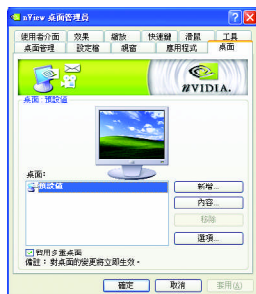 nView 桌面管理員
使用者介面 效果 縮放 快速鍵 滑鼠 工具
桌面管理 設定檔 視窗 應用程式 桌面
nVIDIA.
桌面:預設值
桌面:
預設值
新增...
內容...
移除
選項...
啟用多重桌面
備註:對桌面的變更將立即生效。
確定 取消 套用(A)